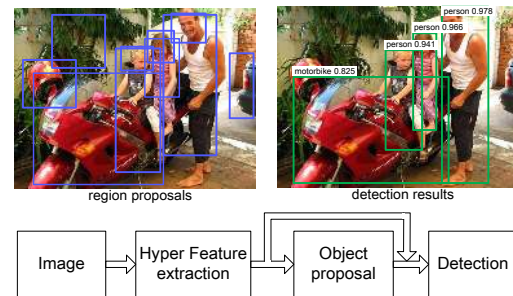 person 0.978
person 0.966
person 0.941
motorbike 0.825
region proposals
detection results
Image
Hyper Feature
extraction
Object
proposal
Detection